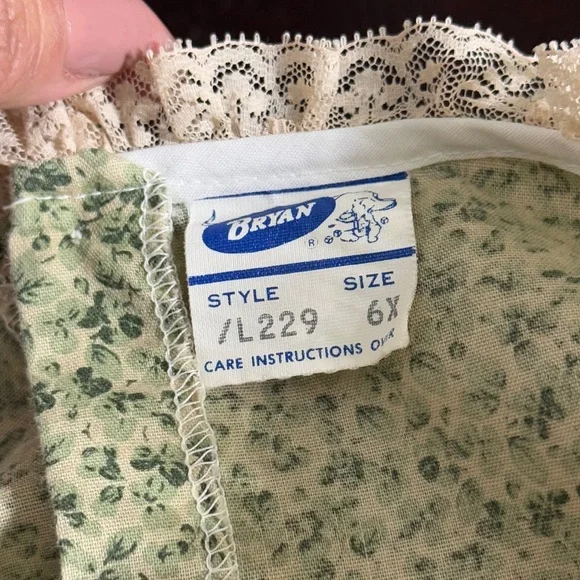 BRYAN
®
STYLE SIZE
/L229 6X
CARE INSTRUCTIONS OVER